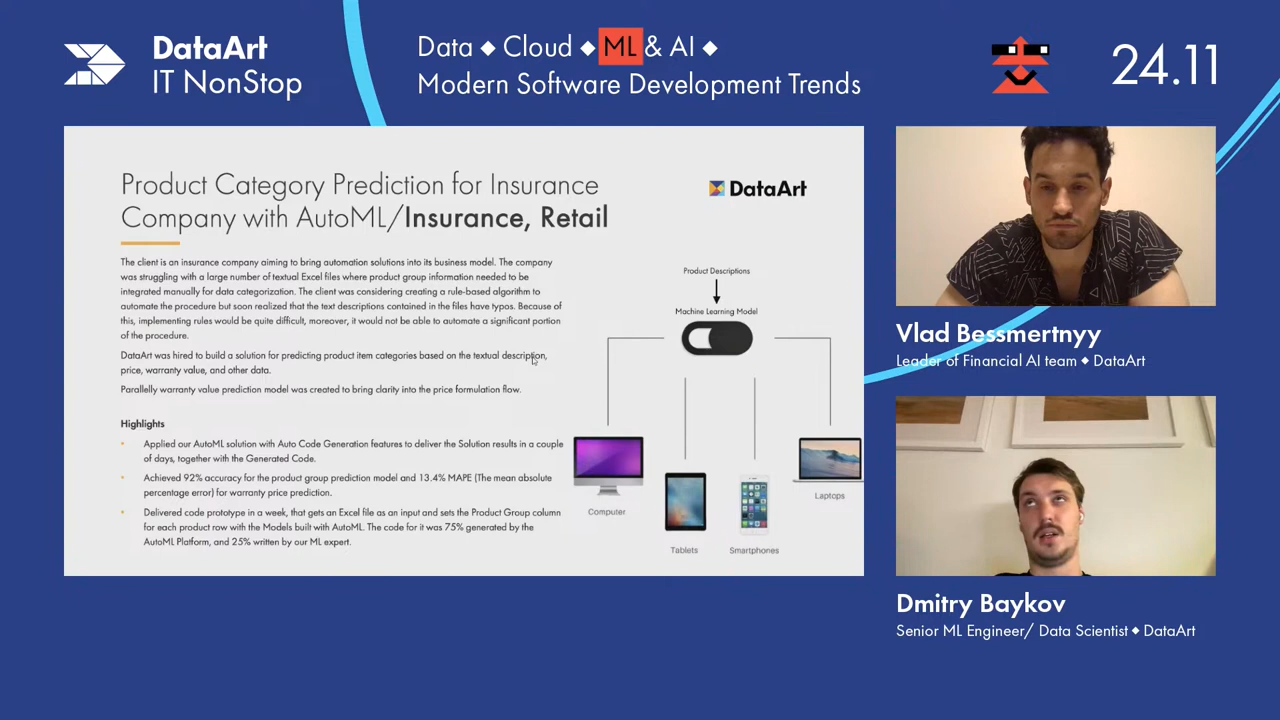 DataArt
IT NonStop
Data ◆ Cloud ◆ ML & AI ◆
Modern Software Development Trends
24.11
Product Category Prediction for Insurance
Company with AutoML/Insurance, Retail
DataArt
The client is an insurance company aiming to bring automation solutions into its business model. The company
was struggling with a large number of textual Excel files where product group information needed to be
integrated manually for data categorization. The client was considering creating a rule-based algorithm to
automate the procedure but soon realized that the text descriptions contained in the files have typos. Because of
this, implementing rules would be quite difficult, moreover, it would not be able to automate a significant portion
of the procedure.
DataArt was hired to build a solution for predicting product item categories based on the textual description,
price, warranty value, and other data.
Parallelly warranty value prediction model was created to bring clarity into the price formulation flow.
Highlights
• Applied our AutoML solution with Auto Code Generation features to deliver the Solution results in a couple
of days, together with the Generated Code.
• Achieved 92% accuracy for the product group prediction model and 13.4% MAPE (The mean absolute
percentage error) for warranty price prediction.
• Delivered code prototype in a week, that gets an Excel file as an input and sets the Product Group column
for each product row with the Models built with AutoML. The code for it was 75% generated by the
AutoML Platform, and 25% written by our ML expert.
Product Descriptions
Machine Learning Model
Computer
Tablets
Smartphones
Laptops
Vlad Bessmertnyy
Leader of Financial AI team ◆ DataArt
Dmitry Baykov
Senior ML Engineer/ Data Scientist ◆ DataArt